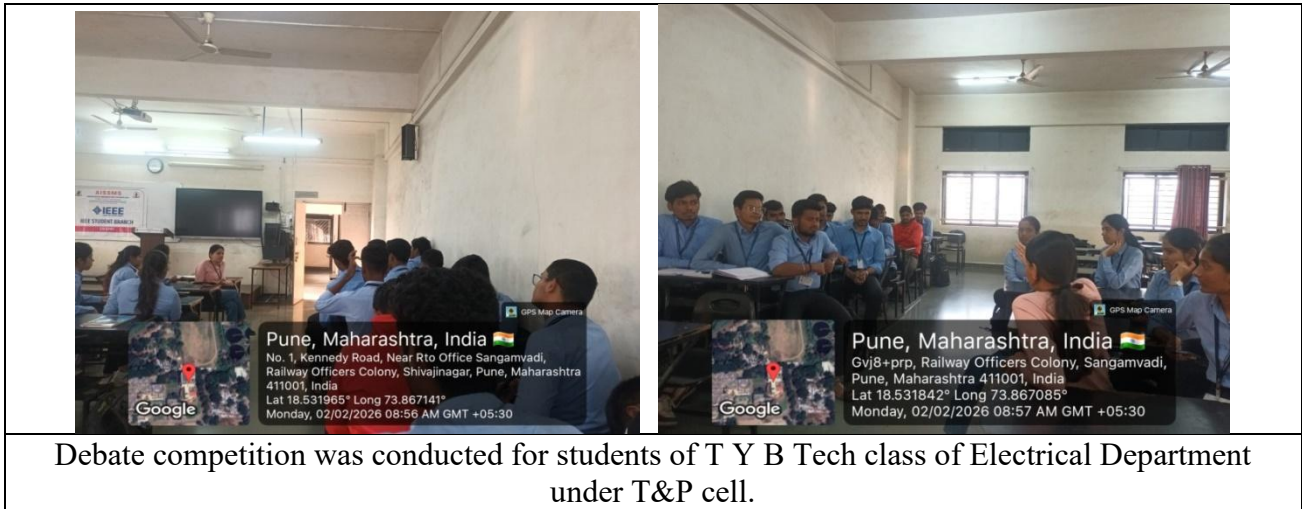 AISSMS
IEEE
IEEE STUDENT BRANCH
GPS Map Camera
Pune, Maharashtra, India
No. 1, Kennedy Road, Near Rto Office Sangamvadi,
Railway Officers Colony, Shivajinagar, Pune, Maharashtra
411001, India
Lat 18.531965° Long 73.867141°
Monday, 02/02/2026 08:56 AM GMT +05:30
Google
GPS Map Camera
Pune, Maharashtra, India
Gvj8+prp, Railway Officers Colony, Sangamvadi,
Pune, Maharashtra 411001, India
Lat 18.531842° Long 73.867085°
Monday, 02/02/2026 08:57 AM GMT +05:30
Google
Debate competition was conducted for students of T Y B Tech class of Electrical Department
under T&P cell.